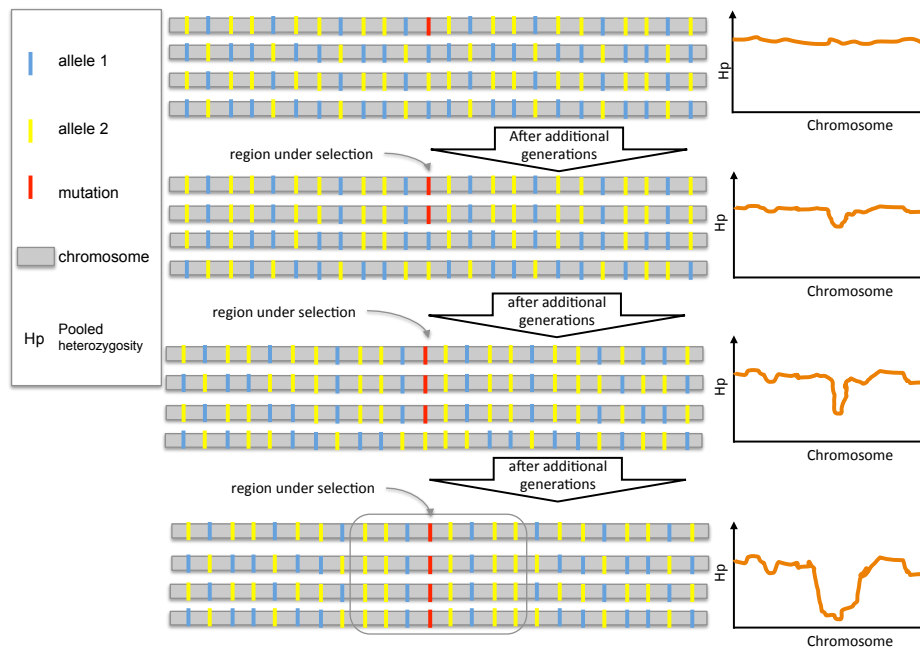 allele 1
allele 2
mutation
chromosome
Hp
Pooled
heterozygosity
Hp
Chromosome
After additional
generations
region under selection
Hp
Chromosome
after additional
generations
region under selection
Hp
Chromosome
after additional
generations
region under selection
Hp
Chromosome